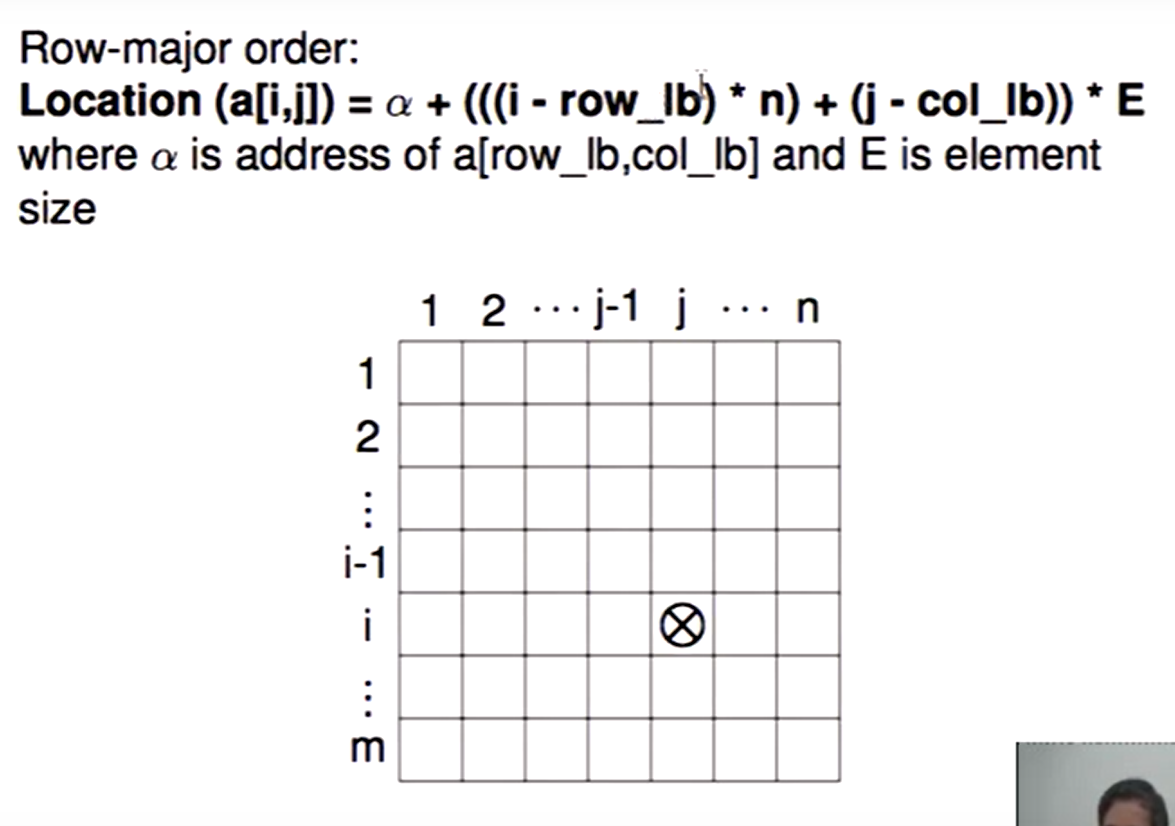 Row-major order:
Location (a[i,j]) = α + (((i - row_lb) * n) + (j - col_lb)) * E
where α is address of a[row_lb,col_lb] and E is element
size
1 2 ··· j-1 j ··· n
1
2
⋮
i-1
i
⋮
m